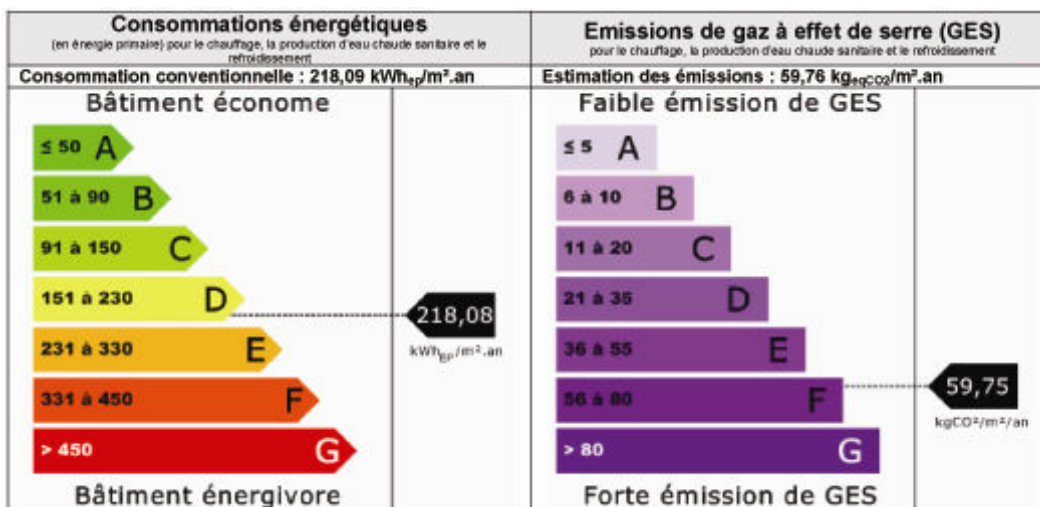 Consommations énergétiques
(en énergie primaire) pour le chauffage, la production d'eau chaude sanitaire et le
refroidissement
Consommation conventionnelle : 218,09 kWhep/m².an
Bâtiment économe
≤ 50 A
51 à 90 B
91 à 150 C
151 à 230 D
218,08
kWhEP/m².an
231 à 330 E
331 à 450 F
> 450 G
Bâtiment énergivore
Emissions de gaz à effet de serre (GES)
pour le chauffage, la production d'eau chaude sanitaire et le refroidissement
Estimation des émissions : 59,76 kgeqCO2/m².an
Faible émission de GES
≤ 5 A
6 à 10 B
11 à 20 C
21 à 35 D
36 à 55 E
56 à 80 F
59,75
kgCO²/m²/an
> 80 G
Forte émission de GES